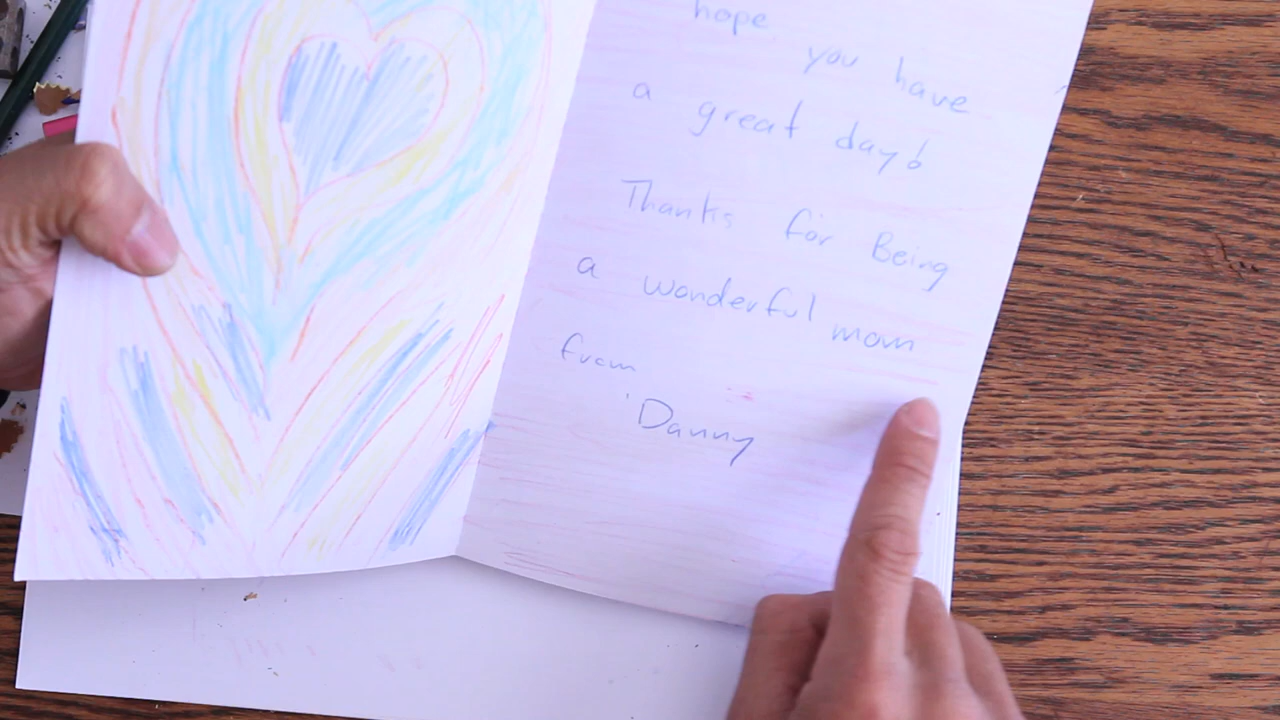 hope
you have
a great day!
Thanks for Being
a wonderful mom
from
Danny